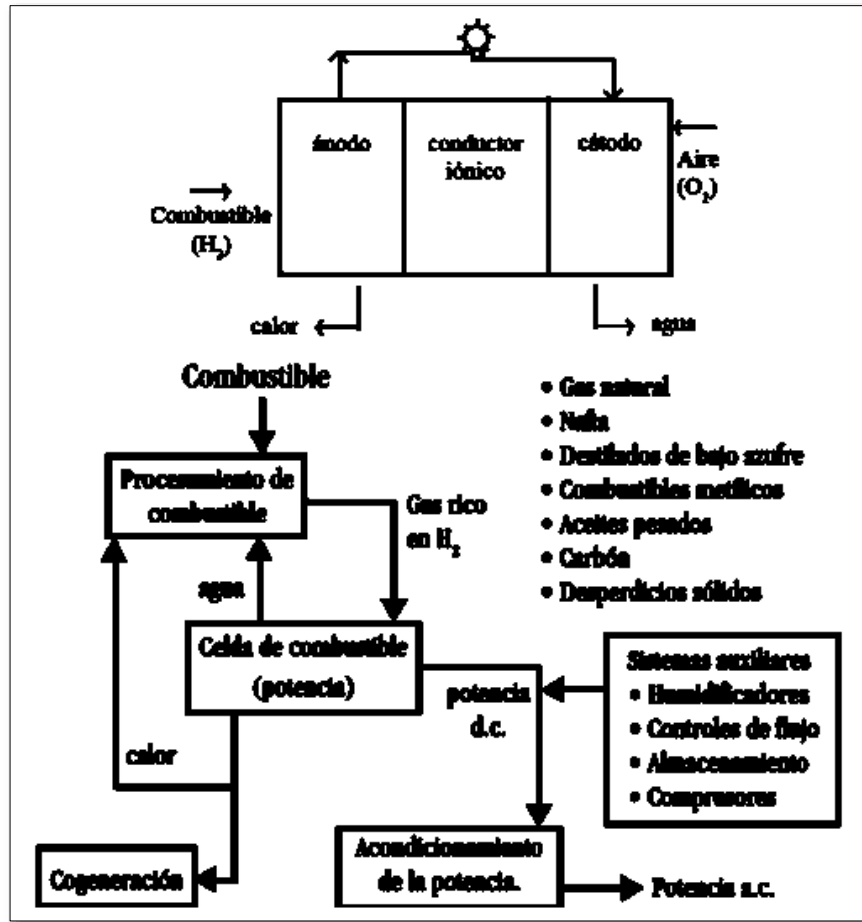 ánodo
conductor
iónico
cátodo
Aire
(O₂)
Combustible
(H₂)
calor
agua
Combustible
• Gas natural
• Nafta
• Destilados de bajo azufre
• Combustibles metílicos
• Aceites pesados
• Carbón
• Desperdicios sólidos
Procesamiento de
combustible
Gas rico
en H₂
agua
Celda de combustible
(potencia)
Sistemas auxiliares
• Humidificadores
• Controles de flujo
• Almacenamiento
• Compresores
potencia
d.c.
calor
Cogeneración
Acondicionamiento
de la potencia.
Potencia a.c.